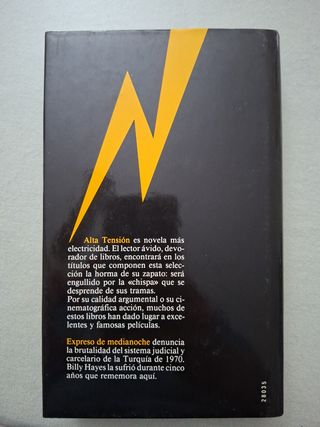 Alta Tensión es novela más
electricidad. El lector ávido, devo-
rador de libros, encontrará en los
títulos que componen esta selec-
ción la horma de su zapato: será
engullido por la «chispa» que se
desprende de sus tramas.
Por su calidad argumental o su ci-
nematográfica acción, muchos de
estos libros han dado lugar a exce-
lentes y famosas películas.
Expreso de medianoche denuncia
la brutalidad del sistema judicial y
carcelario de la Turquía de 1970.
Billy Hayes la sufrió durante cinco
años que rememora aquí.
28035